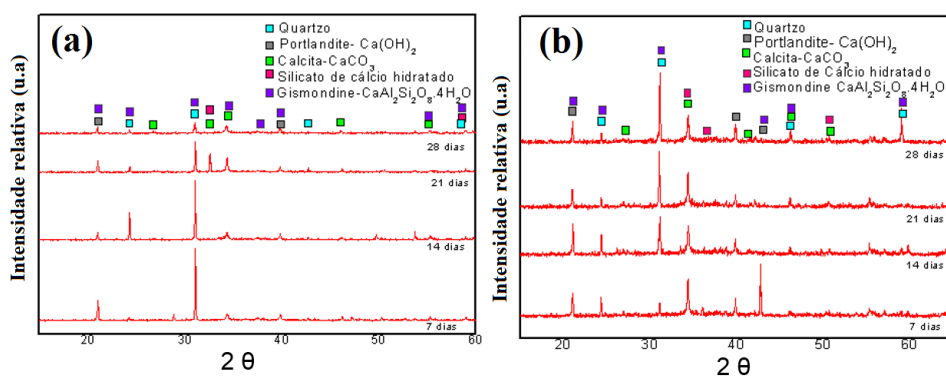 (a)
Quartzo
Portlandite- Ca(OH)2
Calcita-CaCO3
Silicato de cálcio hidratado
Gismondine-CaAl2Si2O8.4H2O
Intensidade relativa (u.a)
28 dias
21 dias
14 dias
7 dias
20 30 40 50 60
2 θ
(b)
Quartzo
Portlandite- Ca(OH)2
Calcita-CaCO3
Silicato de Cálcio hidratado
Gismondine CaAl2Si2O8.4H2O
Intensidade relativa (u.a)
28 dias
21 dias
14 dias
7 dias
20 30 40 50 60
2 θ